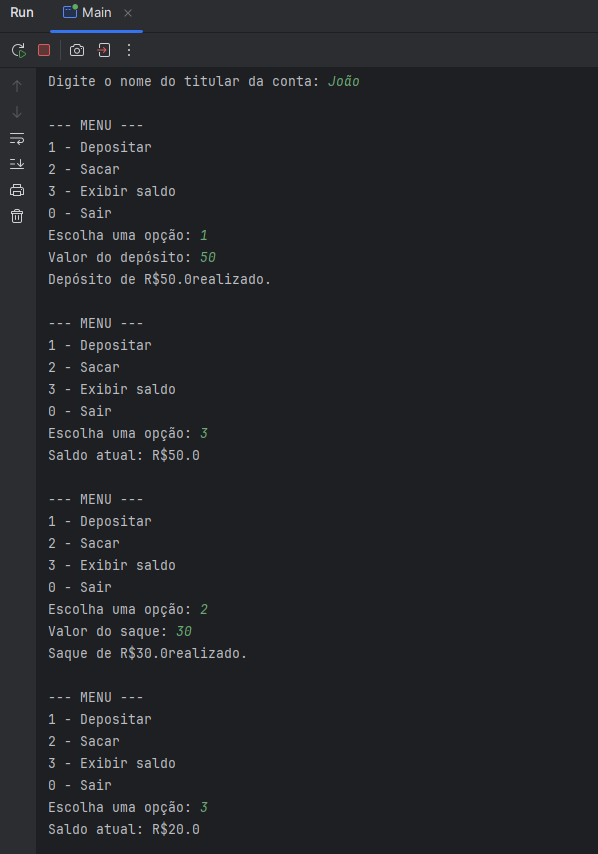 Run Main
Digite o nome do titular da conta: João
--- MENU ---
1 - Depositar
2 - Sacar
3 - Exibir saldo
0 - Sair
Escolha uma opção: 1
Valor do depósito: 50
Depósito de R$50.0realizado.
--- MENU ---
1 - Depositar
2 - Sacar
3 - Exibir saldo
0 - Sair
Escolha uma opção: 3
Saldo atual: R$50.0
--- MENU ---
1 - Depositar
2 - Sacar
3 - Exibir saldo
0 - Sair
Escolha uma opção: 2
Valor do saque: 30
Saque de R$30.0realizado.
--- MENU ---
1 - Depositar
2 - Sacar
3 - Exibir saldo
0 - Sair
Escolha uma opção: 3
Saldo atual: R$20.0